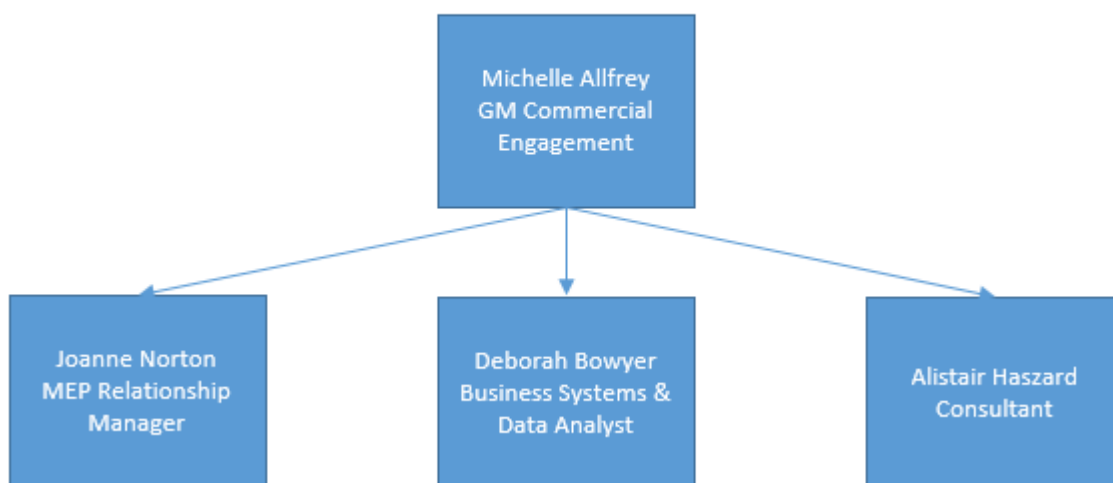 Michelle Allfrey
GM Commercial
Engagement
Joanne Norton
MEP Relationship
Manager
Deborah Bowyer
Business Systems &
Data Analyst
Alistair Haszard
Consultant